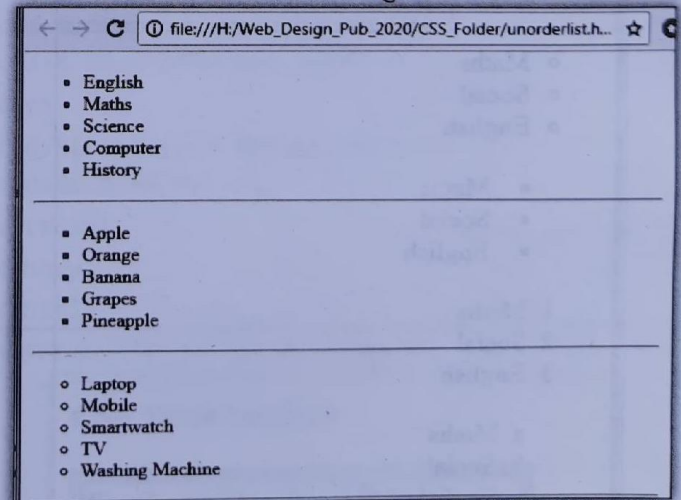 file:///H:/Web_Design_Pub_2020/CSS_Folder/unorderlist.h...
English
Maths
Science
Computer
History
Apple
Orange
Banana
Grapes
Pineapple
Laptop
Mobile
Smartwatch
TV
Washing Machine